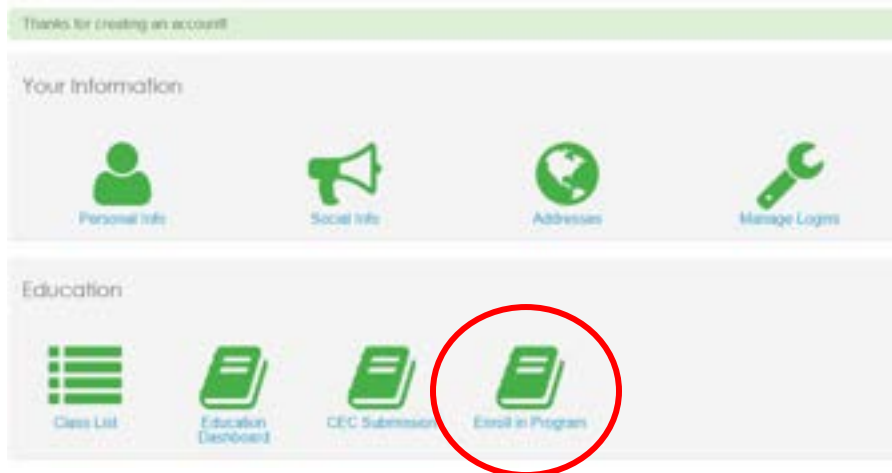 Thanks for creating an account!
Your Information
Personal Info
Social Info
Addresses
Manage Logins
Education
Class List
Education
Dashboard
CEC Submission
Enroll in Program